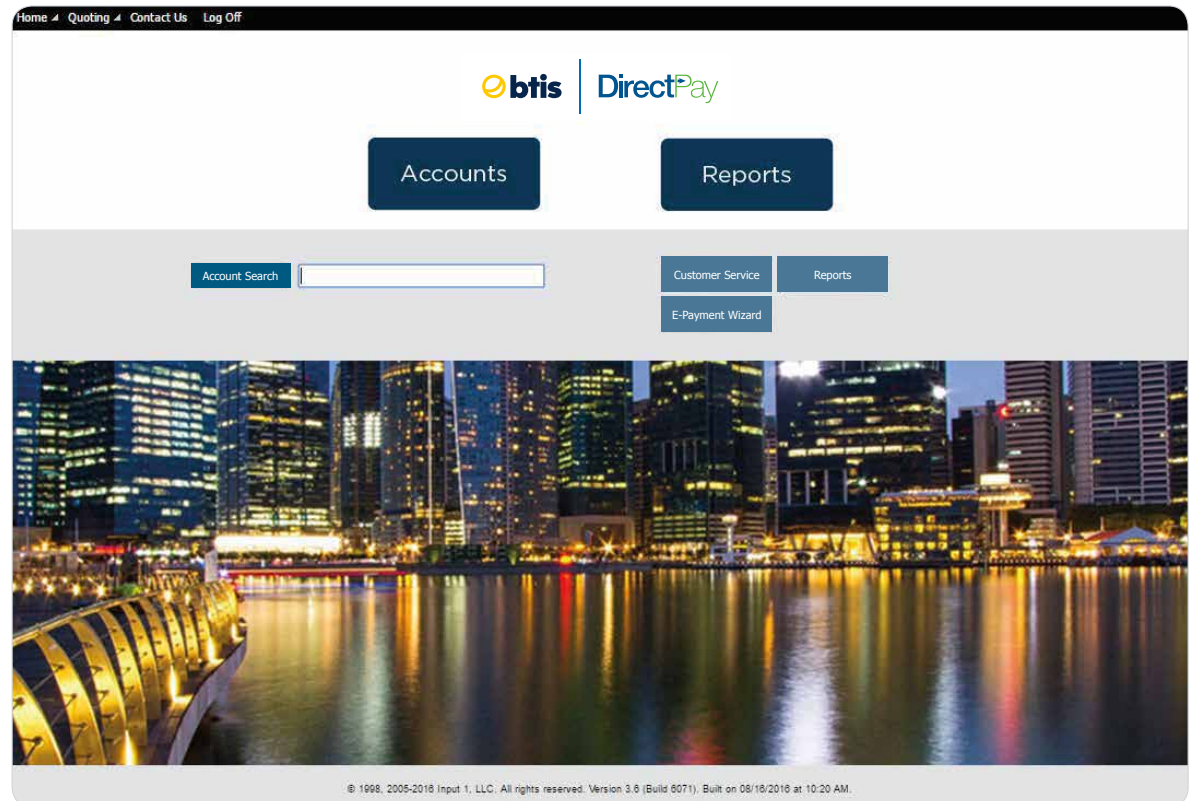 Home Quoting Contact Us Log Off
btis DirectPay
Accounts Reports
Account Search Customer Service Reports
E-Payment Wizard
© 1998, 2005-2016 Input 1, LLC. All rights reserved. Version 3.6 (Build 6071). Built on 08/16/2016 at 10:20 AM.